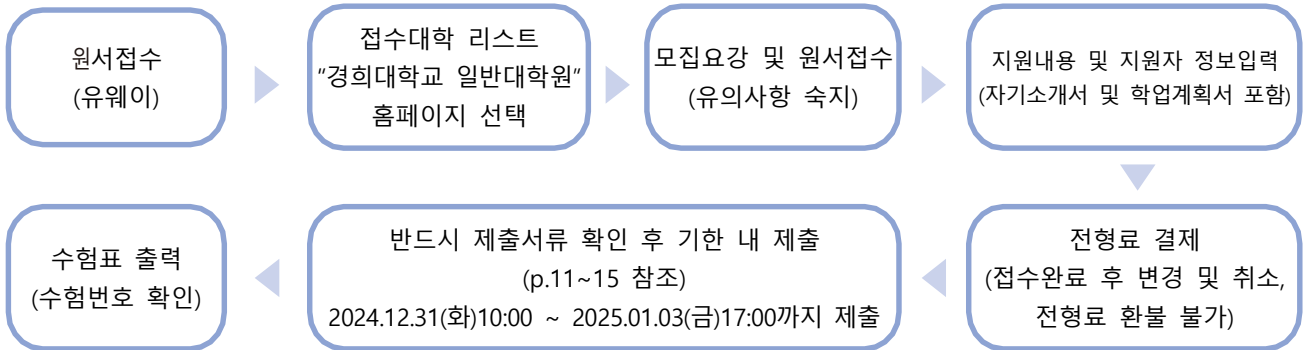 원서접수
(유웨이)
접수대학 리스트
“경희대학교 일반대학원”
홈페이지 선택
모집요강 및 원서접수
(유의사항 숙지)
지원내용 및 지원자 정보입력
(자기소개서 및 학업계획서 포함)
전형료 결제
(접수완료 후 변경 및 취소,
전형료 환불 불가)
반드시 제출서류 확인 후 기한 내 제출
(p.11~15 참조)
2024.12.31(화)10:00 ~ 2025.01.03(금)17:00까지 제출
수험표 출력
(수험번호 확인)